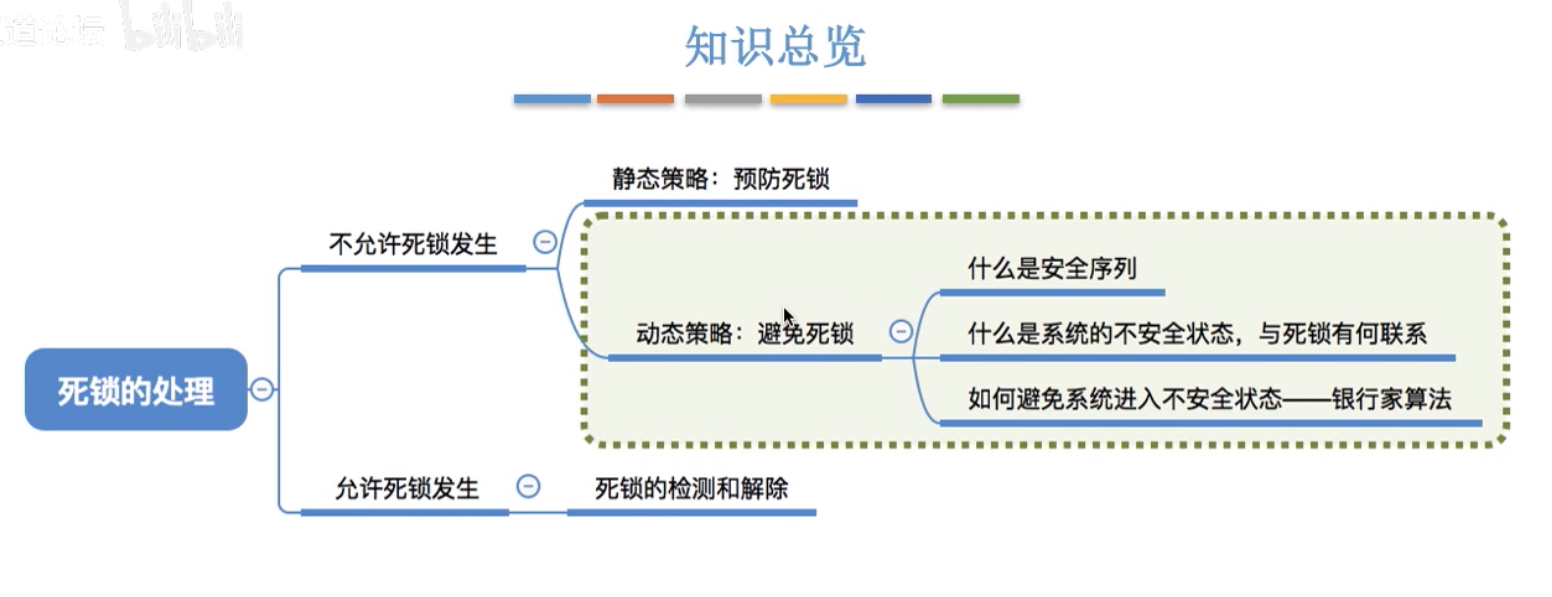 道论坛 bilibili
知识总览
静态策略：预防死锁
不允许死锁发生
什么是安全序列
动态策略：避免死锁
什么是系统的不安全状态，与死锁有何联系
如何避免系统进入不安全状态——银行家算法
死锁的处理
允许死锁发生
死锁的检测和解除